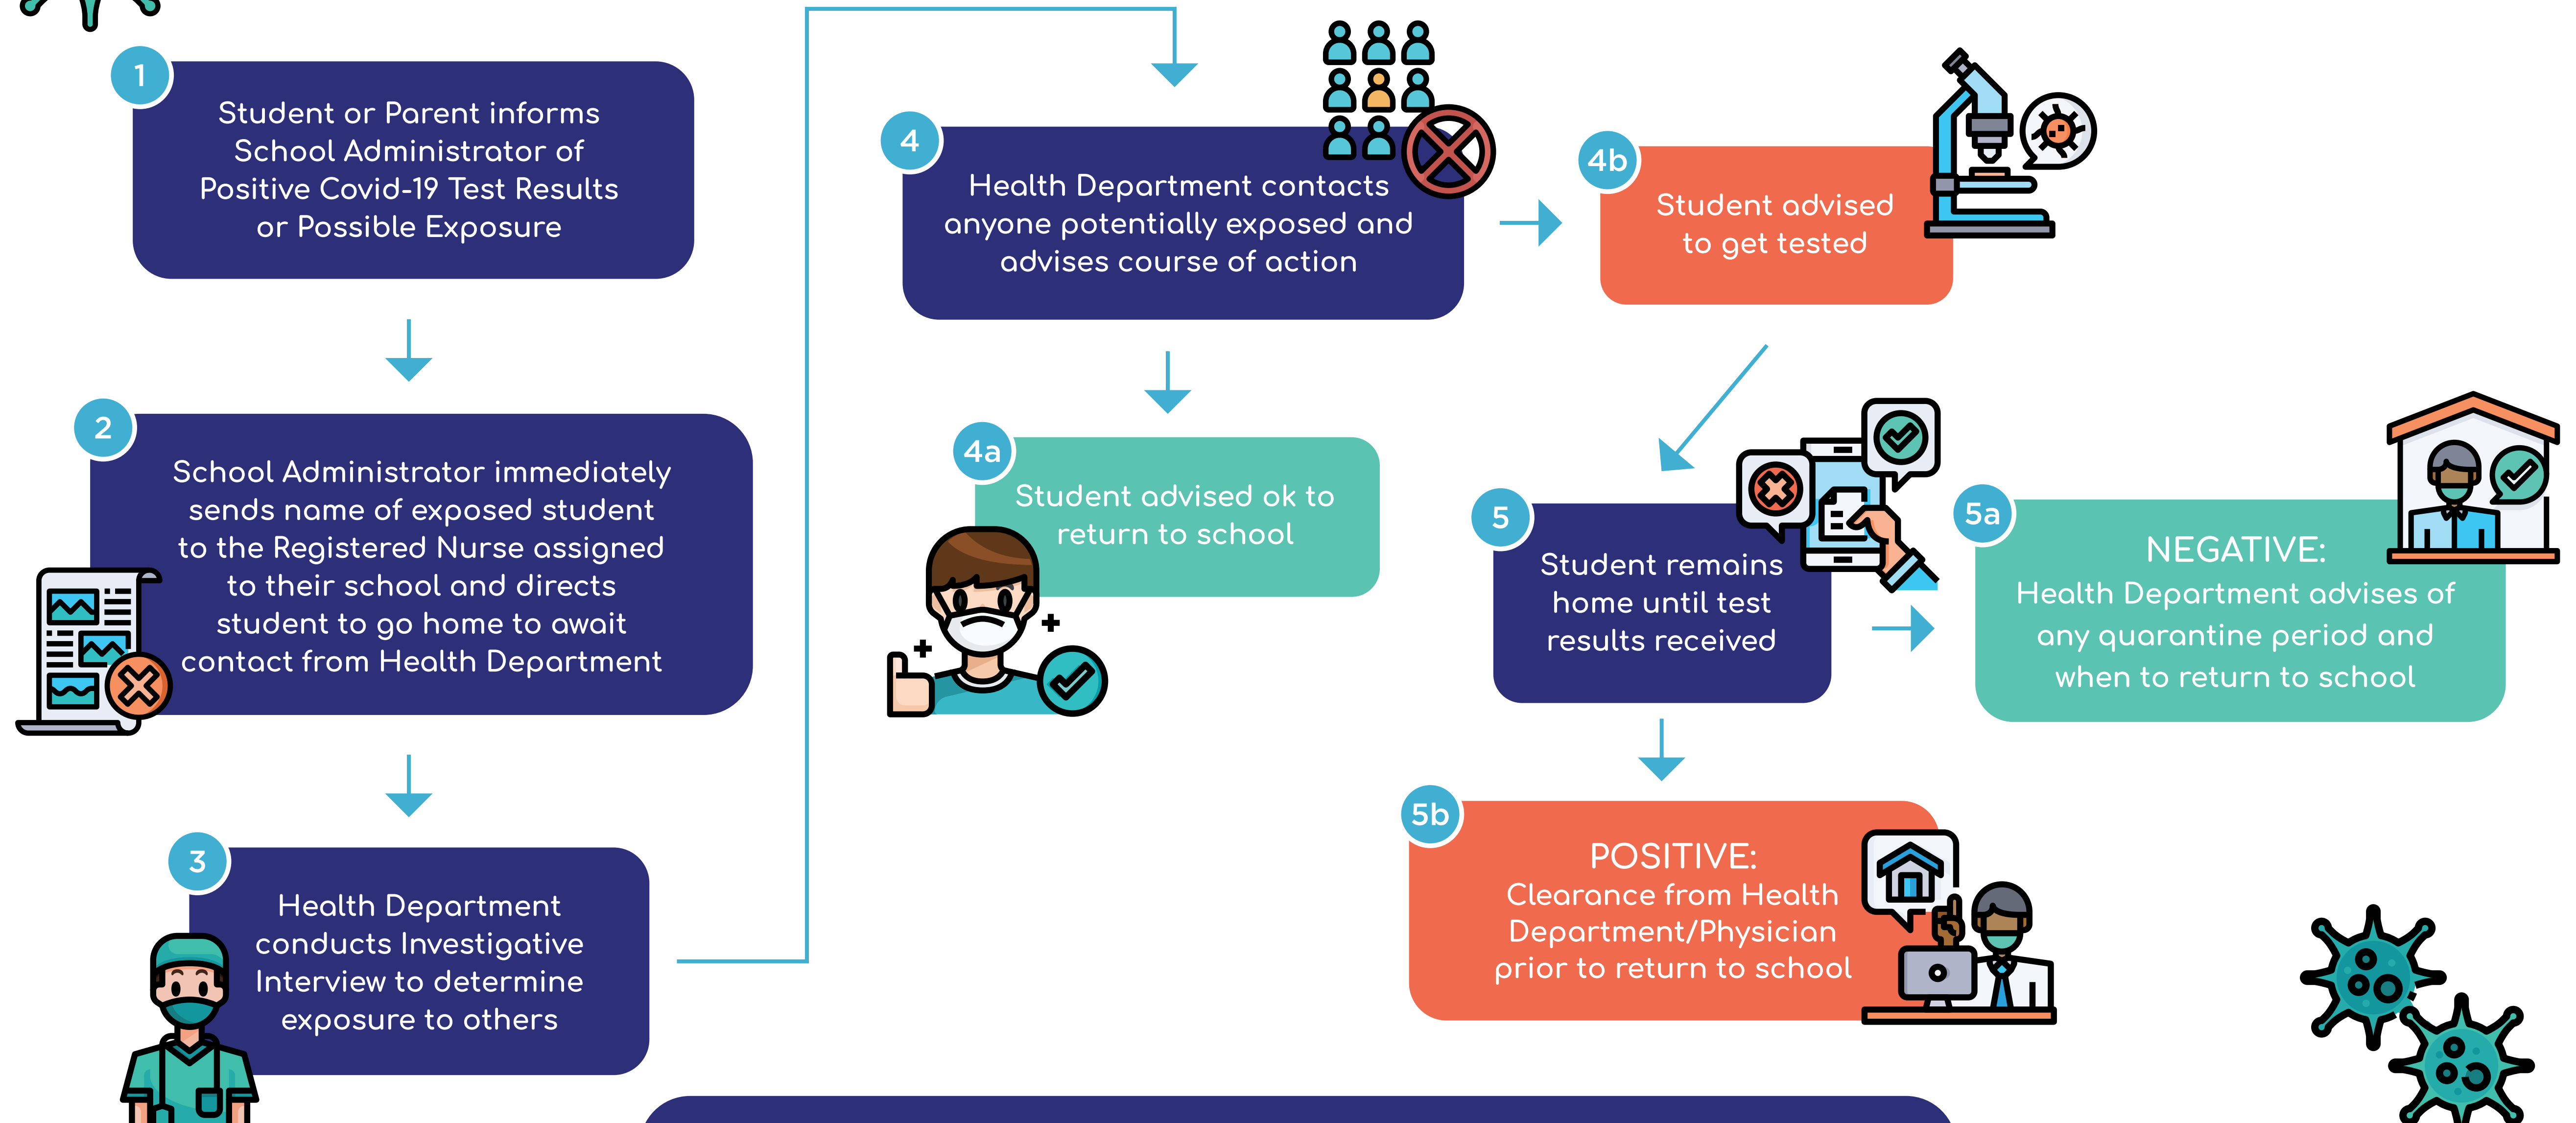 1
Student or Parent informs
School Administrator of
Positive Covid-19 Test Results
or Possible Exposure
2
School Administrator immediately
sends name of exposed student
to the Registered Nurse assigned
to their school and directs
student to go home to await
contact from Health Department
3
Health Department
conducts Investigative
Interview to determine
exposure to others
4
Health Department contacts
anyone potentially exposed and
advises course of action
4a
Student advised ok to
return to school
4b
Student advised
to get tested
5
Student remains
home until test
results received
5a
NEGATIVE:
Health Department advises of
any quarantine period and
when to return to school
5b
POSITIVE:
Clearance from Health
Department/Physician
prior to return to school